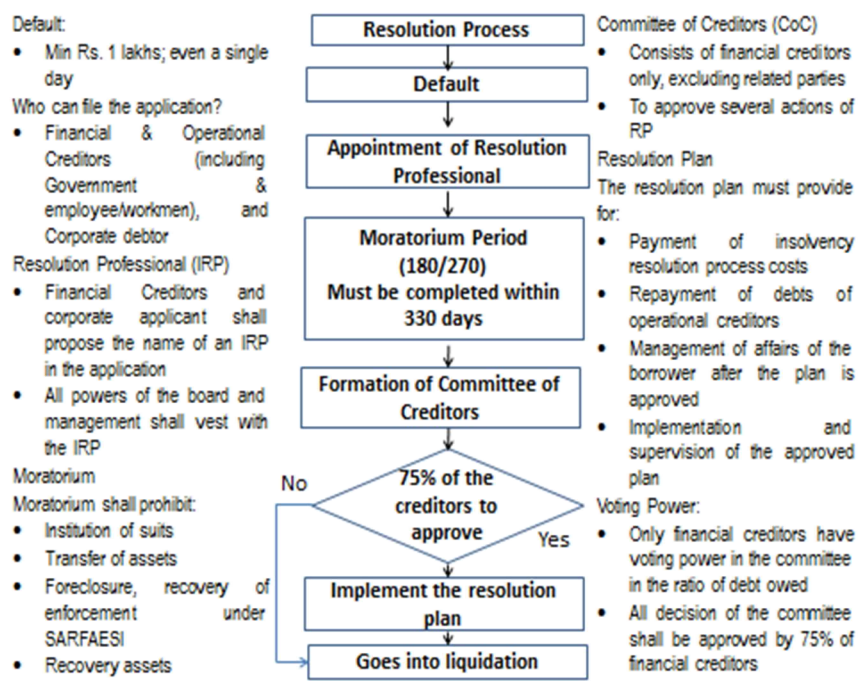 Default:
• Min Rs. 1 lakhs; even a single
day
Who can file the application?
• Financial & Operational
Creditors (including
Government &
employee/workmen), and
Corporate debtor
Resolution Professional (IRP)
• Financial Creditors and
corporate applicant shall
propose the name of an IRP
in the application
• All powers of the board and
management shall vest with
the IRP
Moratorium
Moratorium shall prohibit:
• Institution of suits
• Transfer of assets
• Foreclosure, recovery of
enforcement under
SARFAESI
• Recovery assets
Resolution Process
Default
Appointment of Resolution
Professional
Moratorium Period
(180/270)
Must be completed within
330 days
Formation of Committee of
Creditors
75% of the
creditors to
approve
No
Yes
Implement the resolution
plan
Goes into liquidation
Committee of Creditors (CoC)
• Consists of financial creditors
only, excluding related parties
• To approve several actions of
RP
Resolution Plan
The resolution plan must provide
for:
• Payment of insolvency
resolution process costs
• Repayment of debts of
operational creditors
• Management of affairs of the
borrower after the plan is
approved
• Implementation and
supervision of the approved
plan
Voting Power:
• Only financial creditors have
voting power in the committee
in the ratio of debt owed
• All decision of the committee
shall be approved by 75% of
financial creditors